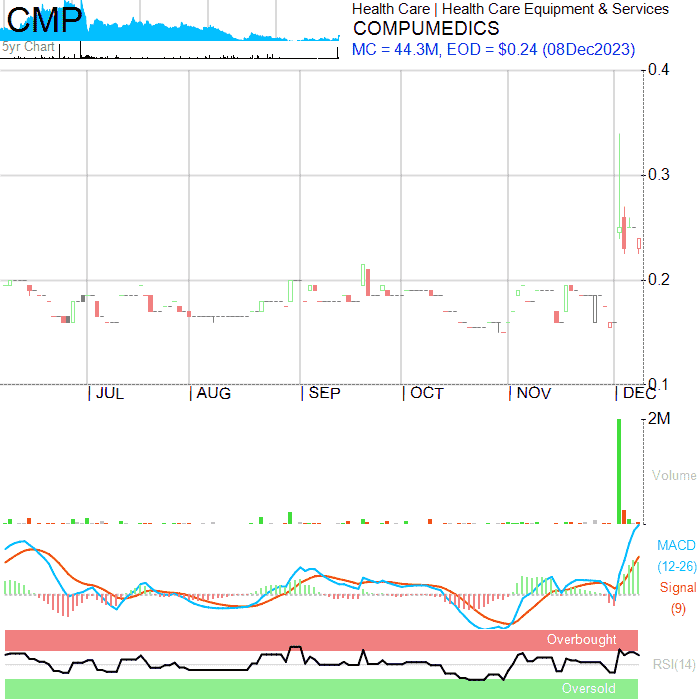 CMP
5yr Chart
Health Care | Health Care Equipment & Services
COMPUMEDICS
MC = 44.3M, EOD = $0.24 (08Dec2023)
0.4
0.3
0.2
0.1
| JUL | AUG | SEP | OCT | NOV | DEC
2M
Volume
MACD
(12-26)
Signal
(9)
Overbought
RSI(14)
Oversold